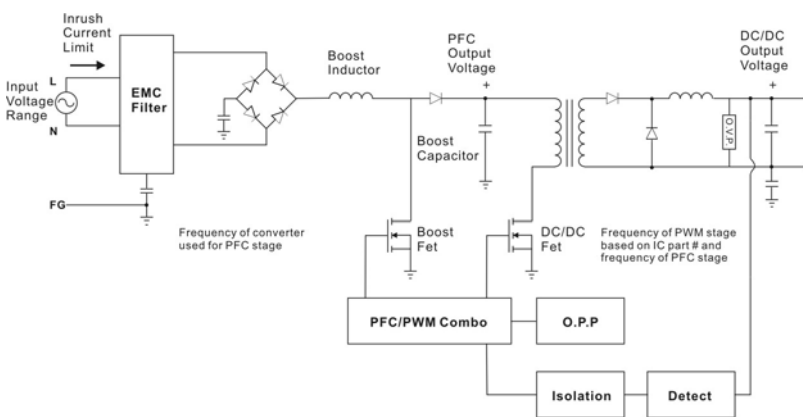 Inrush
Current
Limit
Input
Voltage
Range
L
N
EMC
Filter
FG
Boost
Inductor
PFC
Output
Voltage
+
DC/DC
Output
Voltage
+
O.V.P.
Boost
Capacitor
Frequency of converter
used for PFC stage
Boost
Fet
DC/DC
Fet
Frequency of PWM stage
based on IC part # and
frequency of PFC stage
PFC/PWM Combo
O.P.P
Isolation
Detect